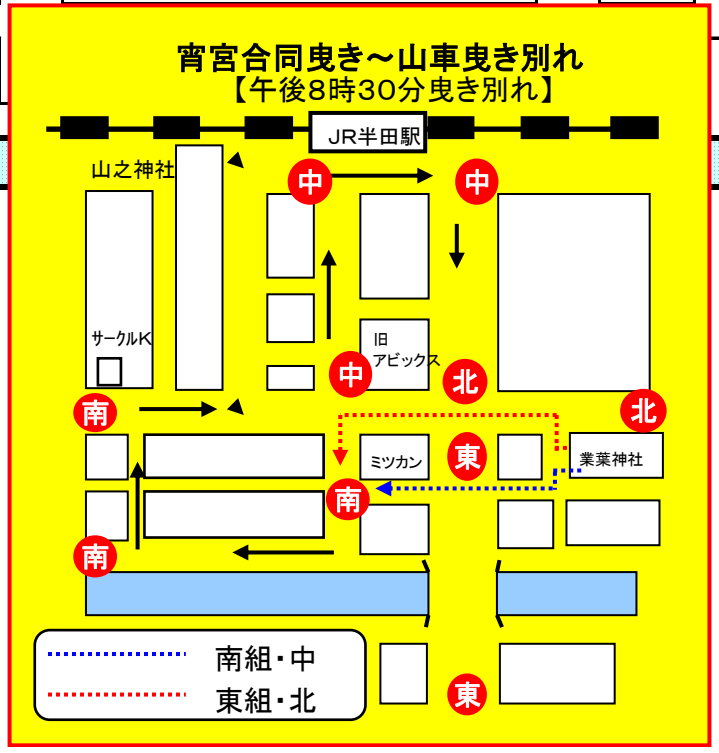 宵宮合同曳き～山車曳き別れ
【午後8時30分曳き別れ】
JR半田駅
山之神社
中
中
サークルK
旧
アビックス
中
北
南
北
ミツカン
東
業葉神社
南
南
南組・中
東組・北
東